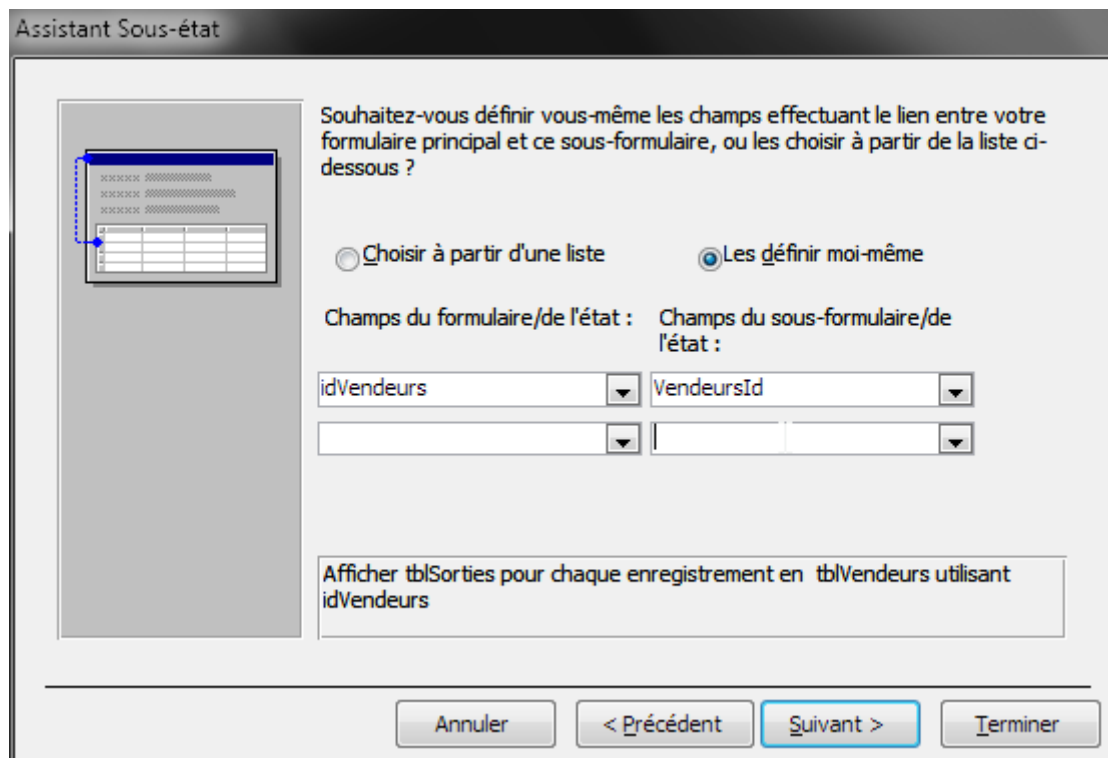 Assistant Sous-état
Souhaitez-vous définir vous-même les champs effectuant le lien entre votre
formulaire principal et ce sous-formulaire, ou les choisir à partir de la liste ci-
dessous ?
Choisir à partir d'une liste
Les définir moi-même
Champs du formulaire/de l'état :
Champs du sous-formulaire/de
l'état :
idVendeurs
VendeursId
Afficher tblSorties pour chaque enregistrement en  tblVendeurs utilisant
idVendeurs
Annuler
< Précédent
Suivant >
Terminer